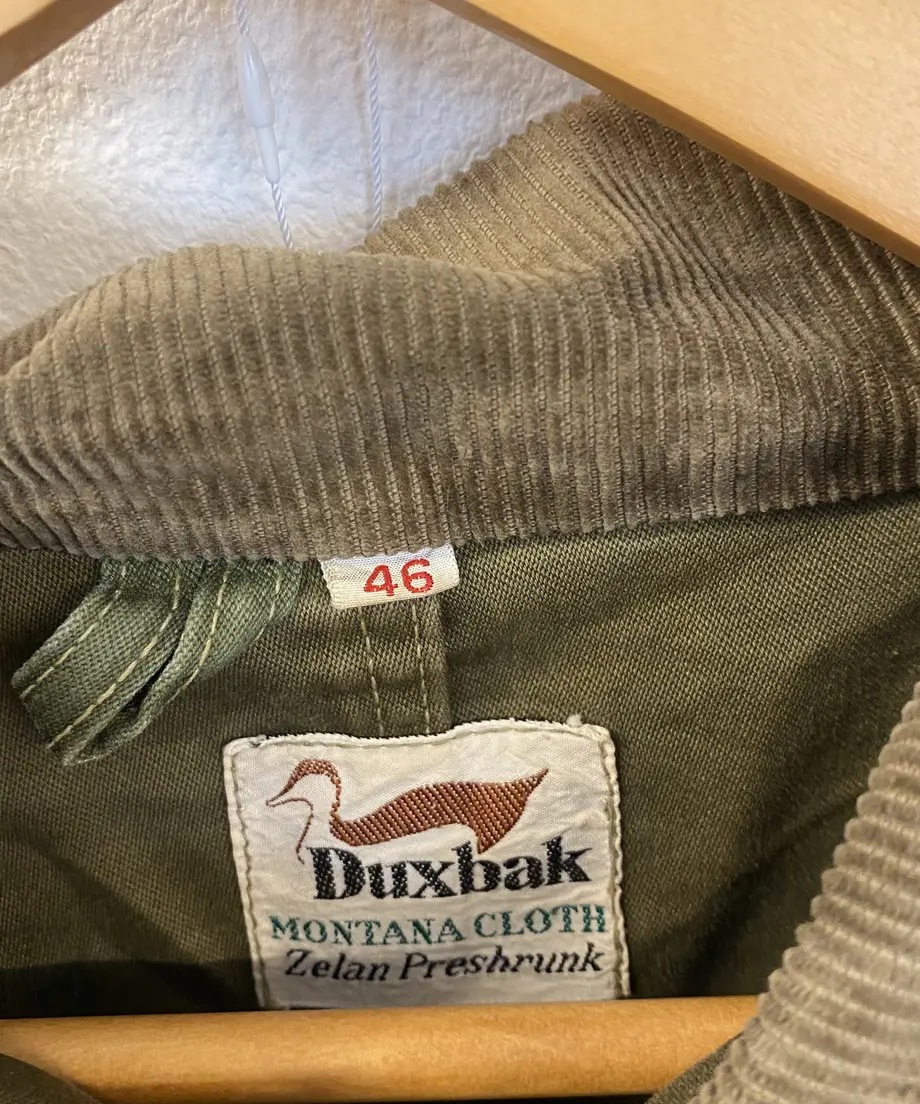 46
Duxbak
MONTANA CLOTH
Zelan Preshrunk